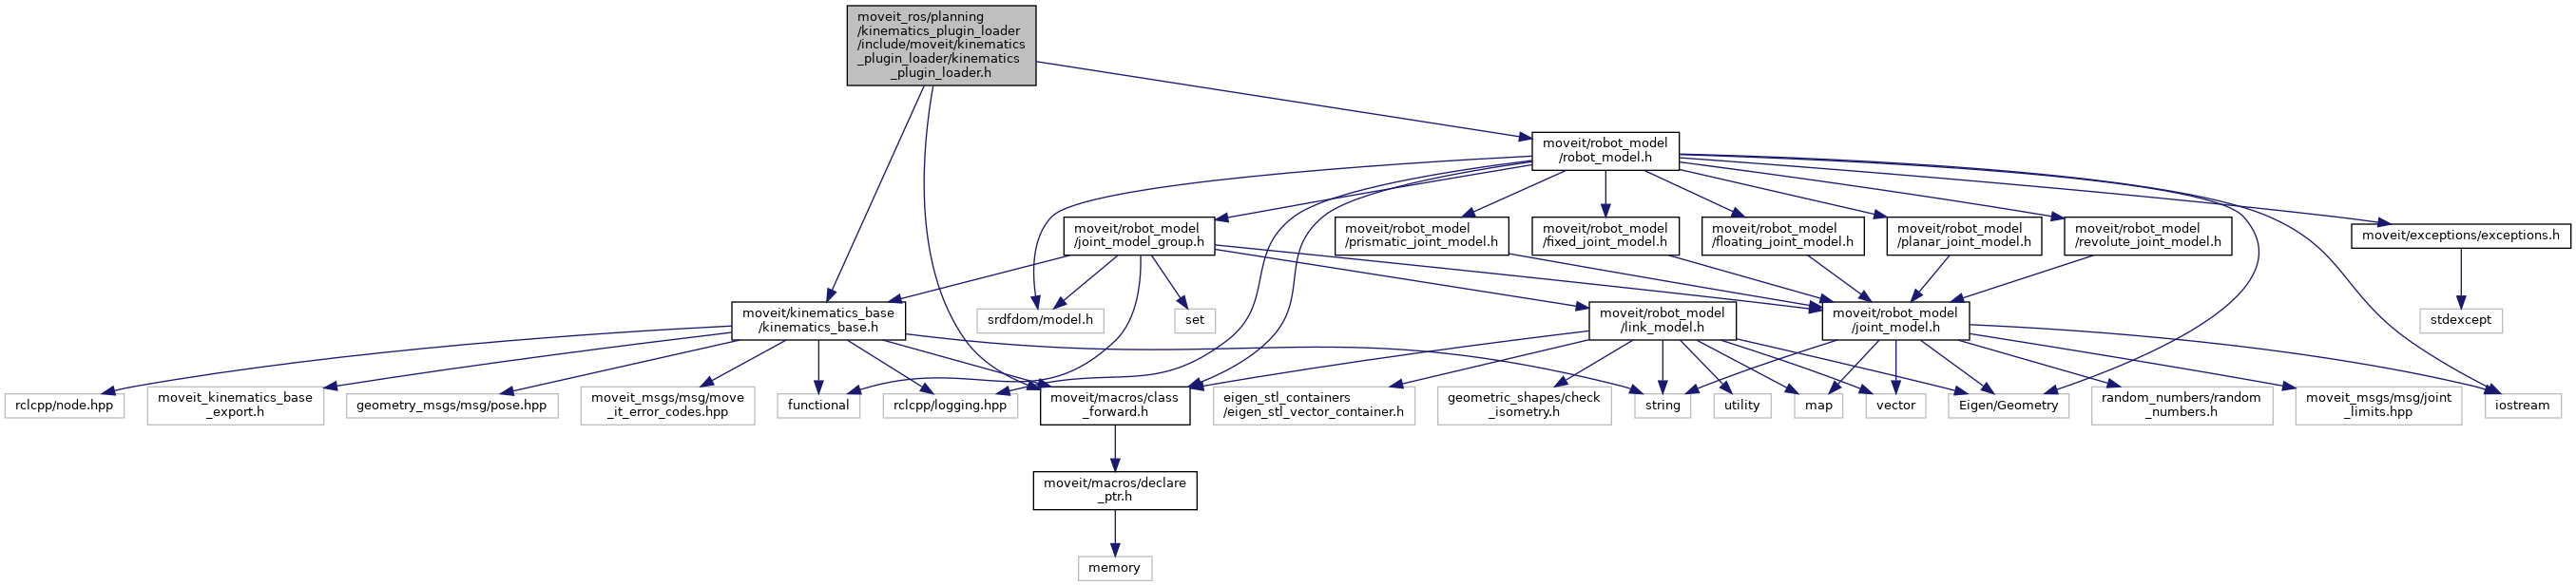 moveit_ros/planning
/kinematics_plugin_loader
/include/moveit/kinematics
_plugin_loader/kinematics
_plugin_loader.h
moveit/robot_model
/robot_model.h
moveit/robot_model
/joint_model_group.h
moveit/robot_model
/prismatic_joint_model.h
moveit/robot_model
/fixed_joint_model.h
moveit/robot_model
/floating_joint_model.h
moveit/robot_model
/planar_joint_model.h
moveit/robot_model
/revolute_joint_model.h
moveit/exceptions/exceptions.h
moveit/kinematics_base
/kinematics_base.h
srdfdom/model.h
set
moveit/robot_model
/link_model.h
moveit/robot_model
/joint_model.h
stdexcept
rclcpp/node.hpp
moveit_kinematics_base
_export.h
geometry_msgs/msg/pose.hpp
moveit_msgs/msg/move
_it_error_codes.hpp
functional
rclcpp/logging.hpp
moveit/macros/class
_forward.h
eigen_stl_containers
/eigen_stl_vector_container.h
geometric_shapes/check
_isometry.h
string
utility
map
vector
Eigen/Geometry
random_numbers/random
_numbers.h
moveit_msgs/msg/joint
_limits.hpp
iostream
moveit/macros/declare
_ptr.h
memory